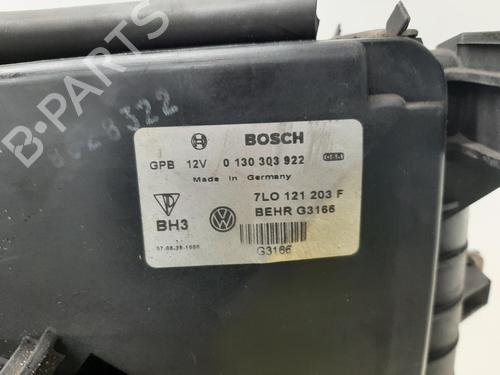 B-PARTS
BOSCH
GPB 12V 0 130 303 922
Made in Germany
7L0 121 203 F
BH3
BEHR G3166
G3166